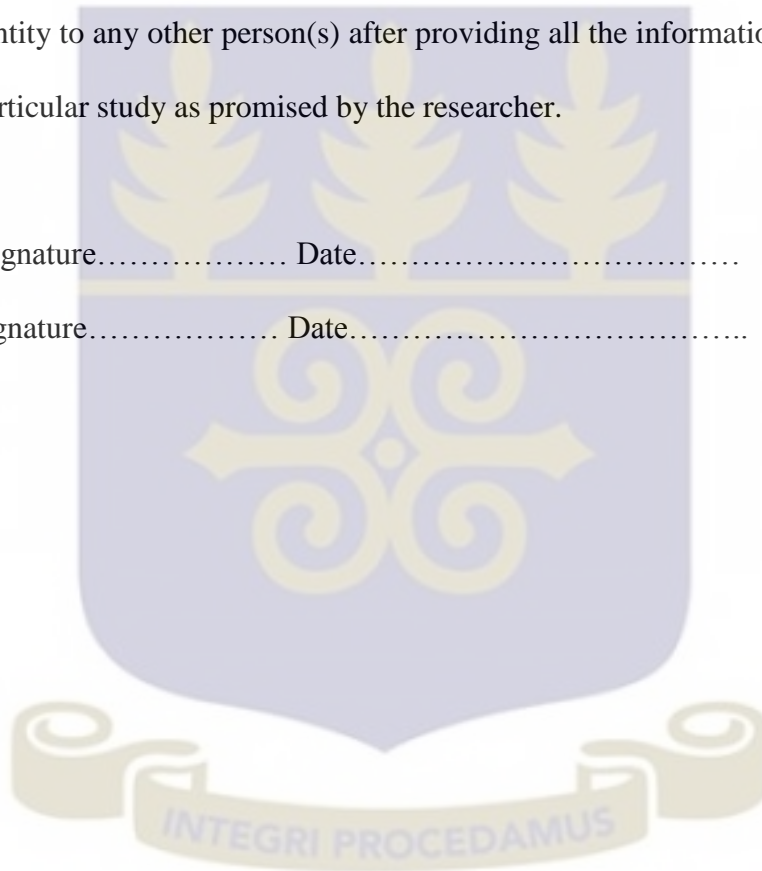 ntity to any other person(s) after providing all the informatio
rticular study as promised by the researcher.
gnature……………… Date………………………………
gnature……………… Date………………………………..
INTEGRI PROCEDAMUS